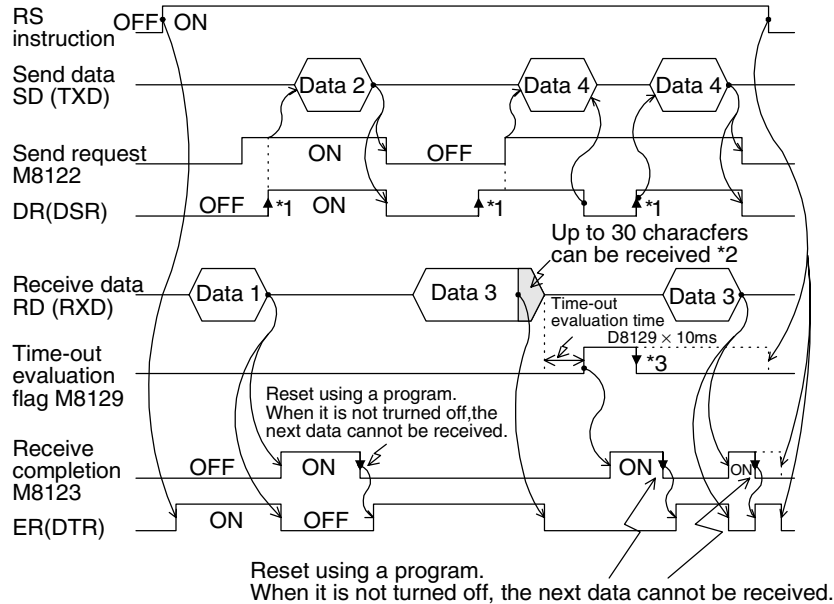 RS
instruction OFF ON
Send data
SD (TXD) Data 2 Data 4 Data 4
Send request
M8122 ON OFF
DR(DSR) OFF *1 ON *1 *1
Up to 30 characfers
can be received *2
Receive data
RD (RXD) Data 1 Data 3 Data 3
Time-out
evaluation time
D8129 × 10ms
Time-out
evaluation
flag M8129
*3
Reset using a program.
When it is not trurned off,the
next data cannot be received.
Receive
completion
M8123 OFF ON ON ON
ER(DTR) ON OFF
Reset using a program.
When it is not turned off, the next data cannot be received.